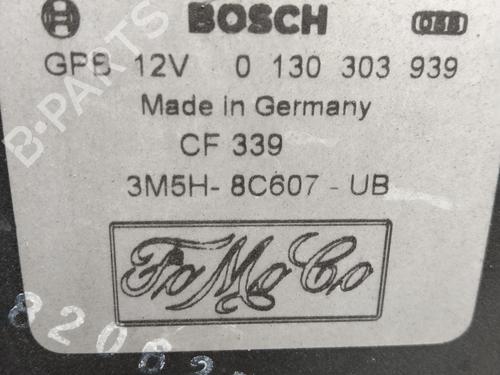 BOSCH
GPB 12V 0 130 303 939
Made in Germany
CF 339
3M5H- 8C607 - UB
FoMoCo
B-PARTS